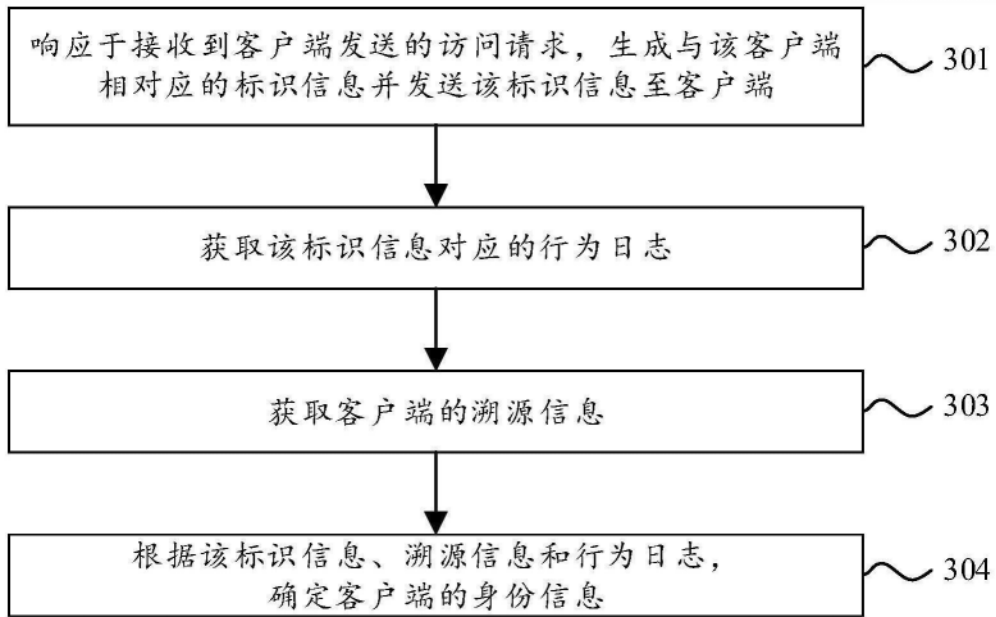 响应于接收到客户端发送的访问请求，生成与该客户端
相对应的标识信息并发送该标识信息至客户端
301
获取该标识信息对应的行为日志
302
获取客户端的溯源信息
303
根据该标识信息、溯源信息和行为日志，
确定客户端的身份信息
304